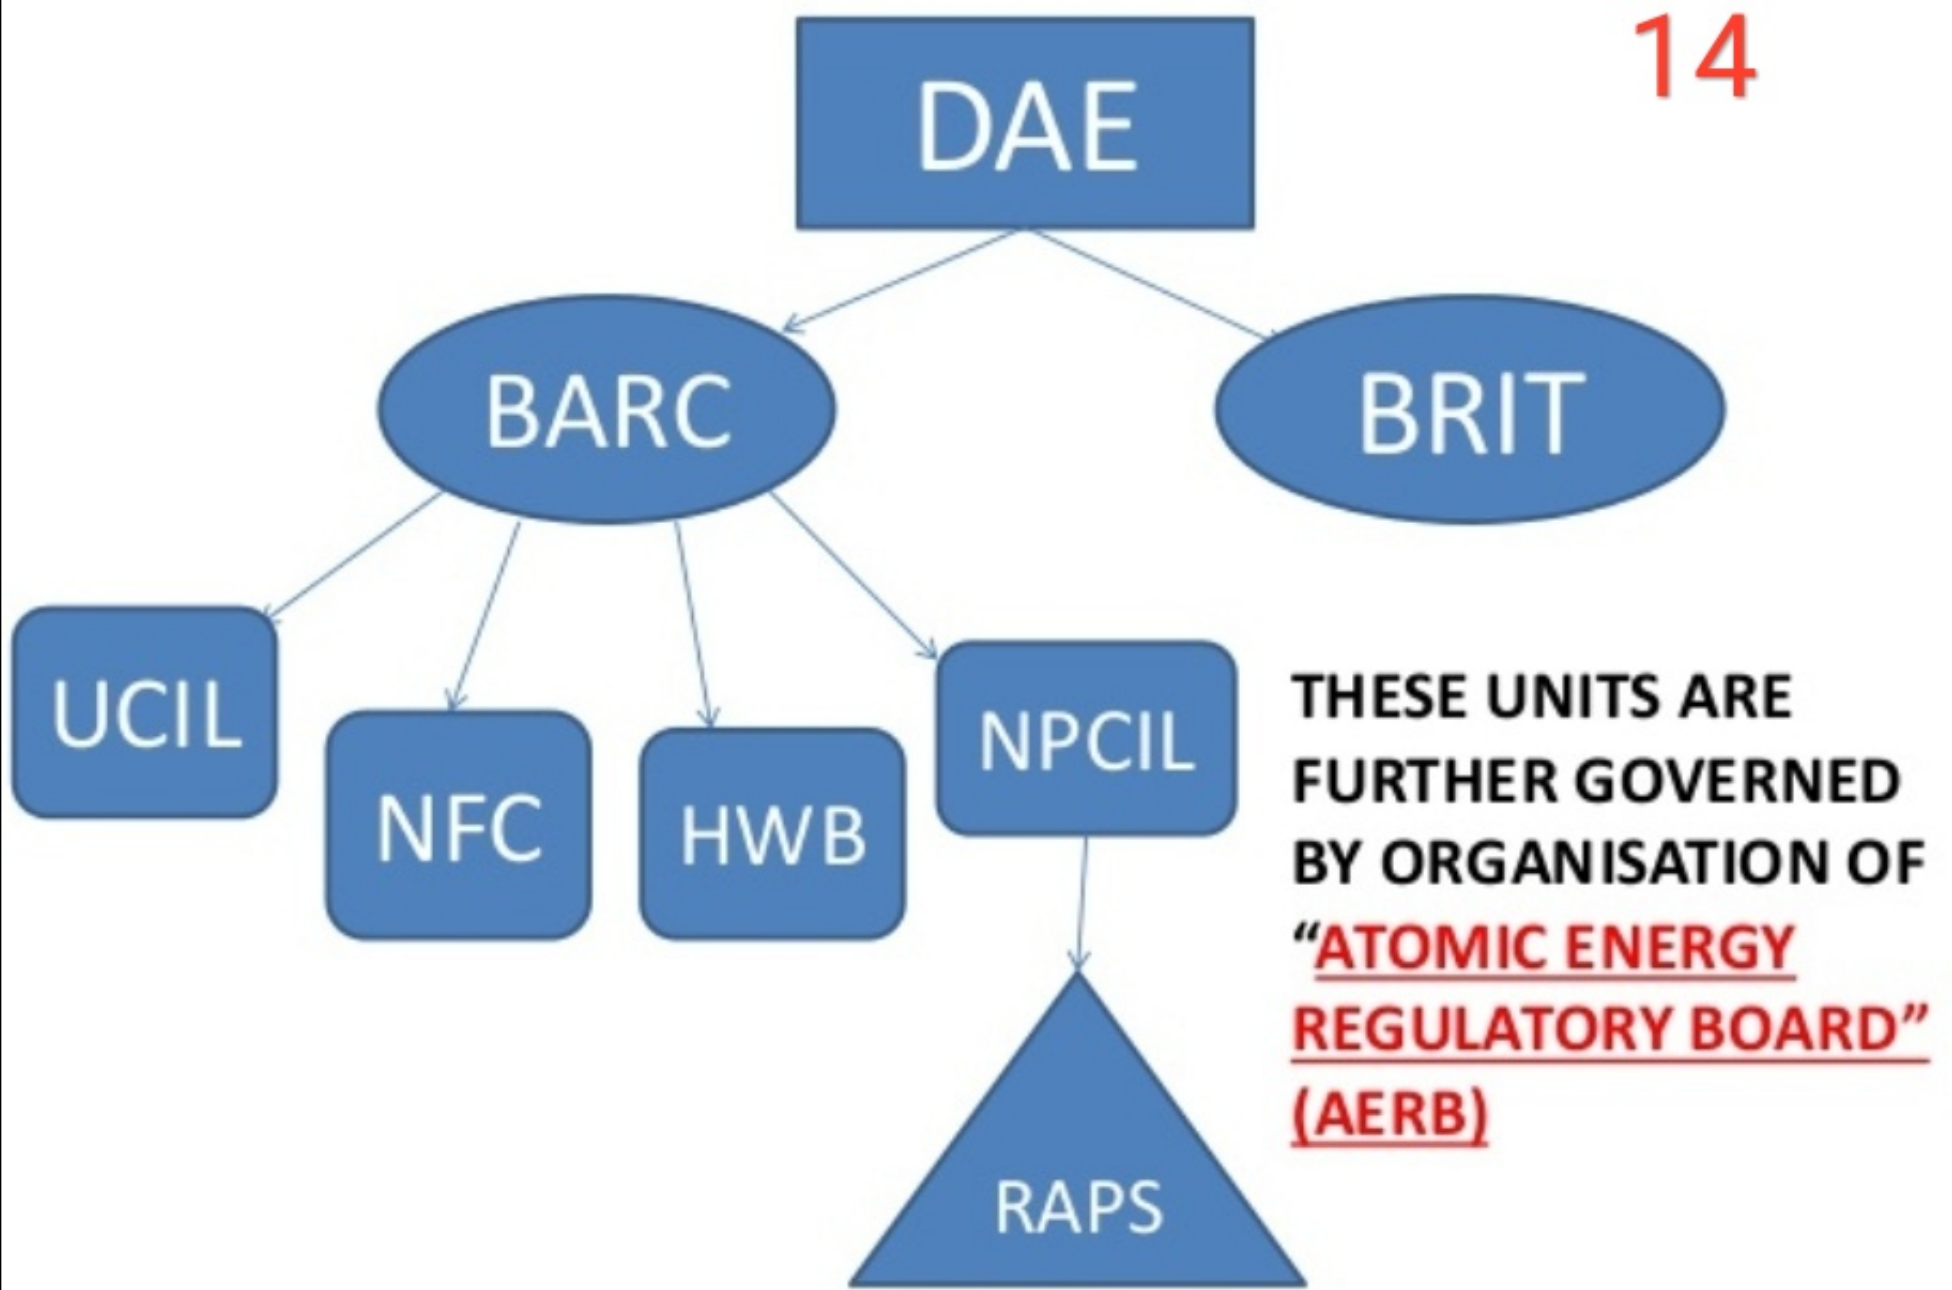 14
DAE
BARC
BRIT
UCIL
NFC
HWB
NPCIL
RAPS
THESE UNITS ARE
FURTHER GOVERNED
BY ORGANISATION OF
“ATOMIC ENERGY
REGULATORY BOARD”
(AERB)